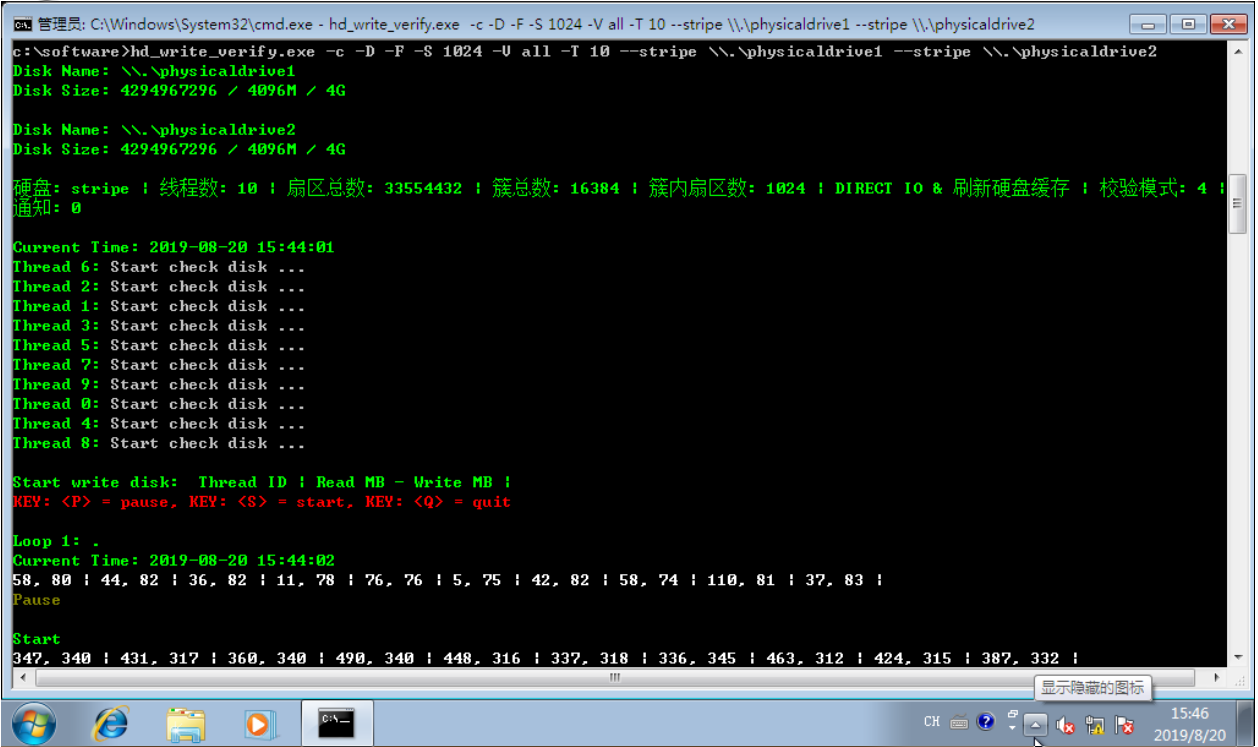 管理员: C:\Windows\System32\cmd.exe - hd_write_verify.exe  -c -D -F -S 1024 -V all -T 10 --stripe \\.\physicaldrive1 --stripe \\.\physicaldrive2
c:\software>hd_write_verify.exe -c -D -F -S 1024 -V all -T 10 --stripe \\.\physicaldrive1 --stripe \\.\physicaldrive2
Disk Name: \\.\physicaldrive1
Disk Size: 4294967296 / 4096M / 4G
Disk Name: \\.\physicaldrive2
Disk Size: 4294967296 / 4096M / 4G
硬盘: stripe | 线程数: 10 | 扇区总数: 33554432 | 簇总数: 16384 | 簇内扇区数: 1024 | DIRECT IO & 刷新硬盘缓存 | 校验模式: 4 |
通知: 0
Current Time: 2019-08-20 15:44:01
Thread 6: Start check disk ...
Thread 2: Start check disk ...
Thread 1: Start check disk ...
Thread 3: Start check disk ...
Thread 5: Start check disk ...
Thread 7: Start check disk ...
Thread 9: Start check disk ...
Thread 0: Start check disk ...
Thread 4: Start check disk ...
Thread 8: Start check disk ...
Start write disk:  Thread ID | Read MB - Write MB |
KEY: <P> = pause, KEY: <S> = start, KEY: <Q> = quit
Loop 1: .
Current Time: 2019-08-20 15:44:02
58, 80 | 44, 82 | 36, 82 | 11, 78 | 76, 76 | 5, 75 | 42, 82 | 58, 74 | 110, 81 | 37, 83 |
Pause
Start
347, 340 | 431, 317 | 360, 340 | 490, 340 | 448, 316 | 337, 318 | 336, 345 | 463, 312 | 424, 315 | 387, 332 |
显示隐藏的图标
C:\_
CH
15:46
2019/8/20